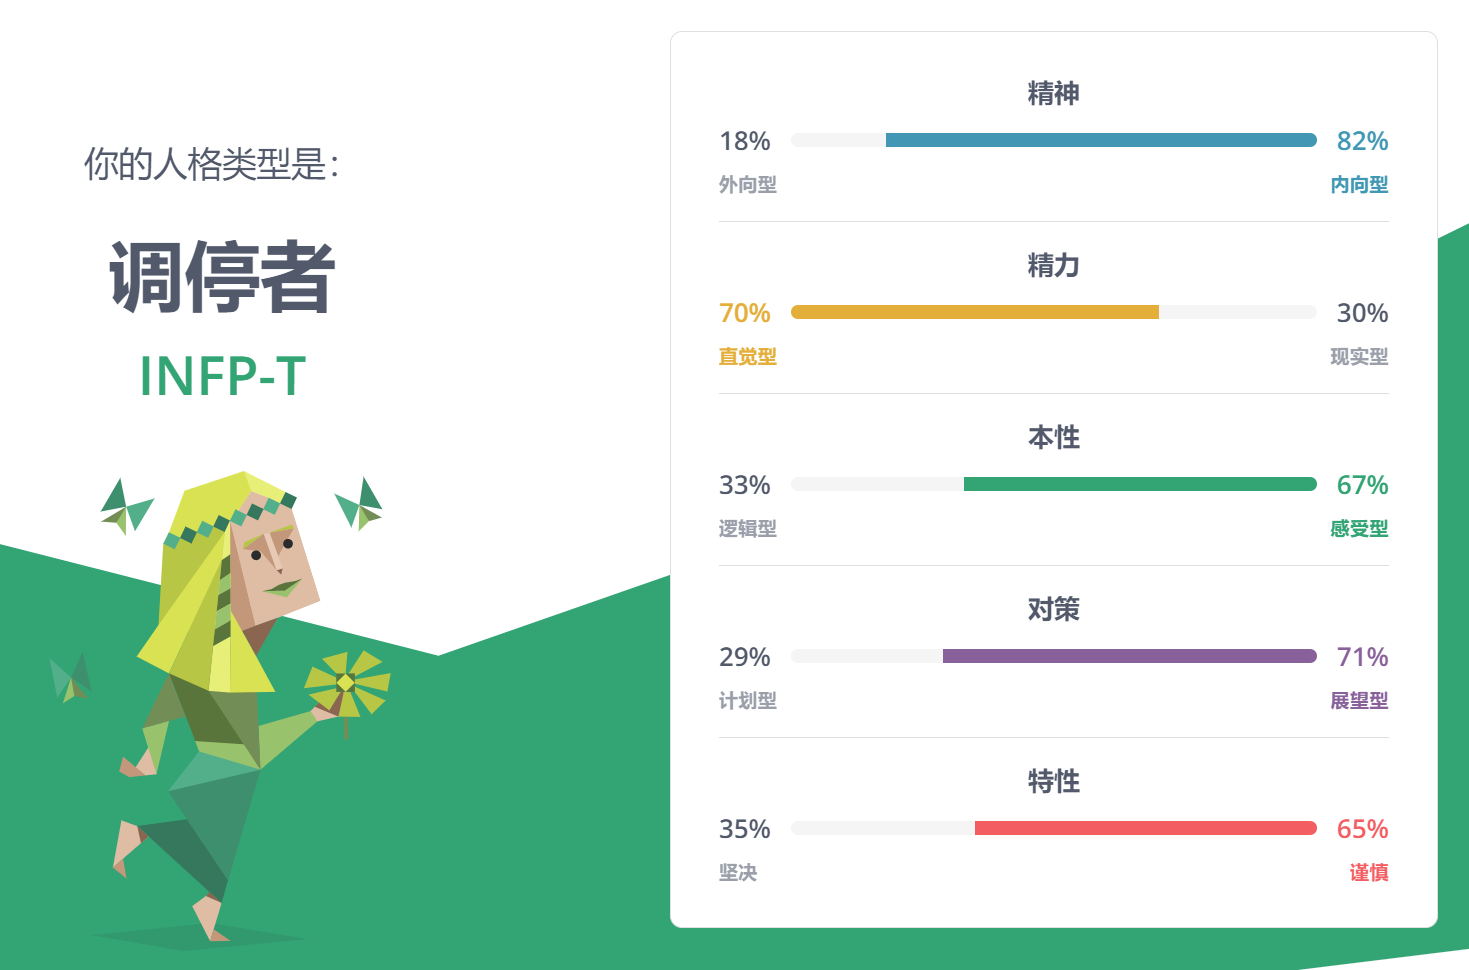 你的人格类型是：
调停者
INFP-T
精神
18% 82%
外向型 内向型
精力
70% 30%
直觉型 现实型
本性
33% 67%
逻辑型 感受型
对策
29% 71%
计划型 展望型
特性
35% 65%
坚决 谨慎